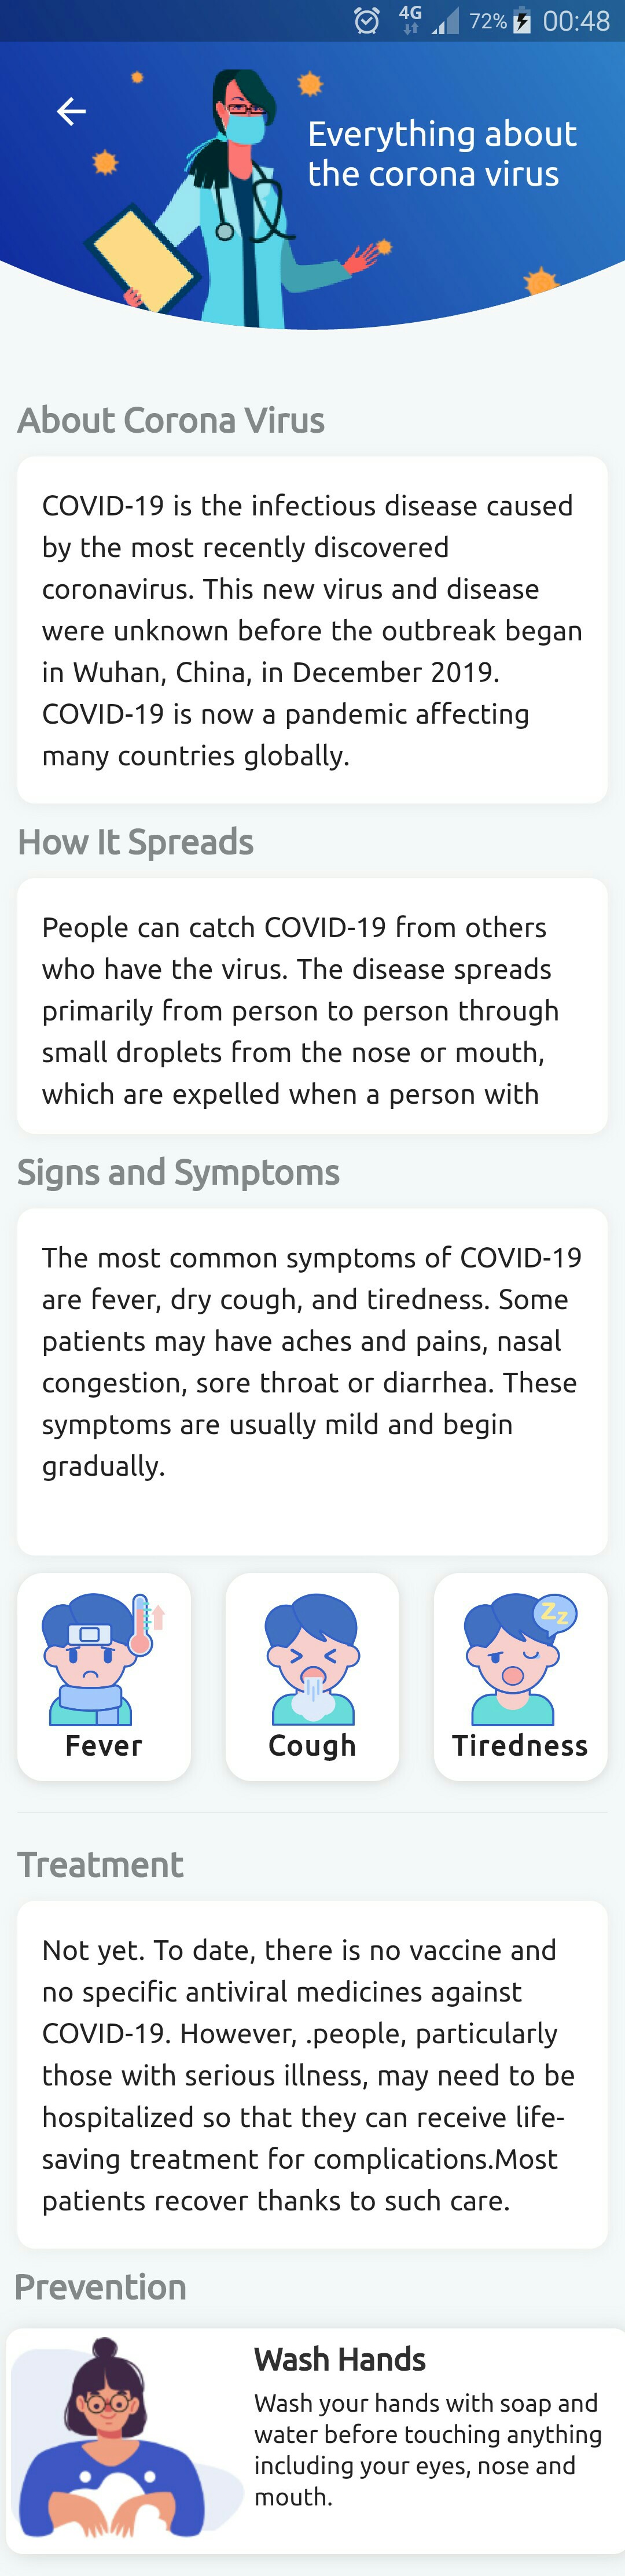 4G 72% 00:48
Everything about
the corona virus
About Corona Virus
COVID-19 is the infectious disease caused
by the most recently discovered
coronavirus. This new virus and disease
were unknown before the outbreak began
in Wuhan, China, in December 2019.
COVID-19 is now a pandemic affecting
many countries globally.
How It Spreads
People can catch COVID-19 from others
who have the virus. The disease spreads
primarily from person to person through
small droplets from the nose or mouth,
which are expelled when a person with
Signs and Symptoms
The most common symptoms of COVID-19
are fever, dry cough, and tiredness. Some
patients may have aches and pains, nasal
congestion, sore throat or diarrhea. These
symptoms are usually mild and begin
gradually.
Zz
Fever Cough Tiredness
Treatment
Not yet. To date, there is no vaccine and
no specific antiviral medicines against
COVID-19. However, .people, particularly
those with serious illness, may need to be
hospitalized so that they can receive life-
saving treatment for complications.Most
patients recover thanks to such care.
Prevention
Wash Hands
Wash your hands with soap and
water before touching anything
including your eyes, nose and
mouth.